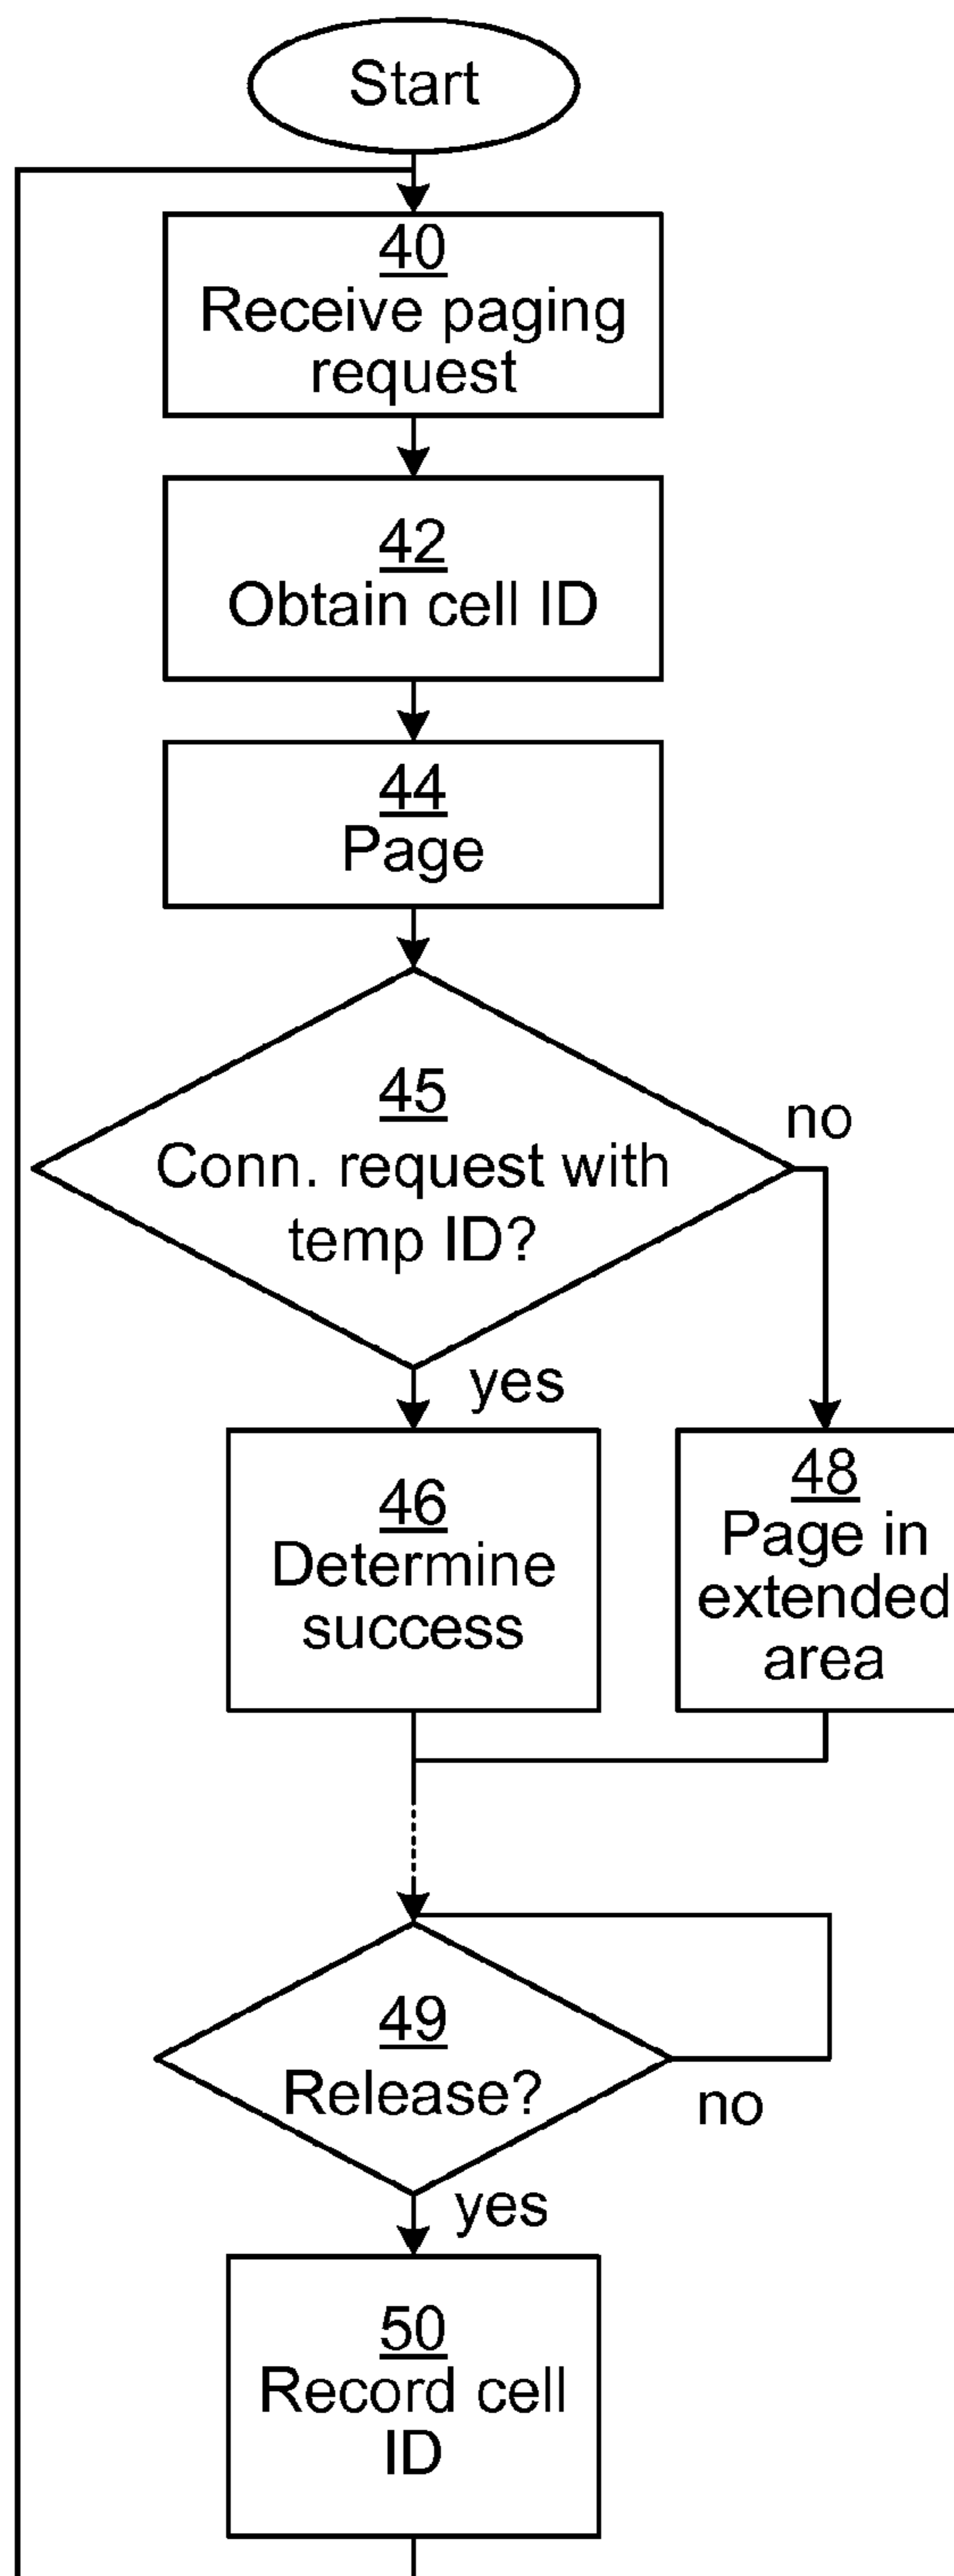 Start
40
Receive paging
request
42
Obtain cell ID
44
Page
45
Conn. request with
temp ID?
no
yes
46
Determine
success
48
Page in
extended
area
49
Release?
no
yes
50
Record cell
ID